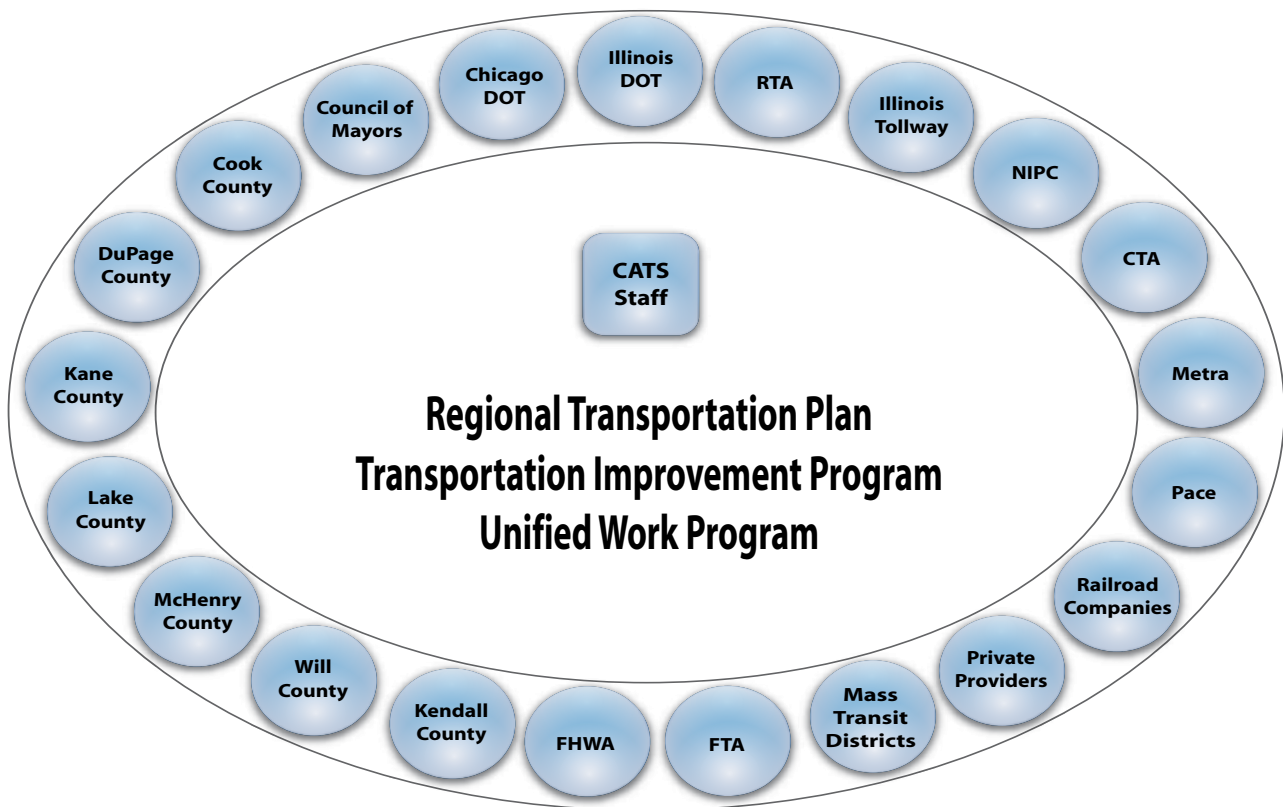 Illinois
DOT
Chicago
DOT
RTA
Council of
Mayors
Illinois
Tollway
Cook
County
NIPC
DuPage
County
CTA
CATS
Staff
Kane
County
Metra
Regional Transportation Plan
Transportation Improvement Program
Unified Work Program
Lake
County
Pace
McHenry
County
Railroad
Companies
Will
County
Private
Providers
Kendall
County
FHWA
FTA
Mass
Transit
Districts